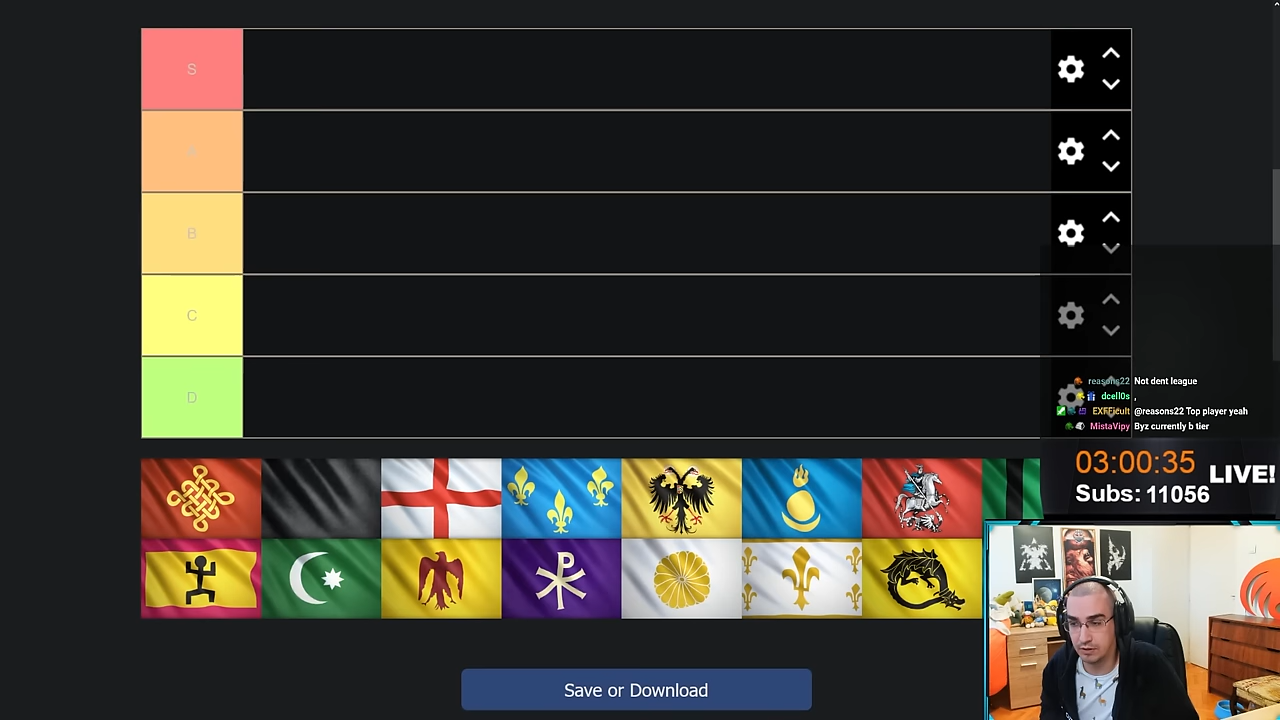 S
B
C
D
reasons22 Not dent league
dcell0s ,
EXFFicult @reasons22 Top player yeah
MistaVipy Byz currently b tier
03:00:35 LIVE!
Subs: 11056
Save or Download